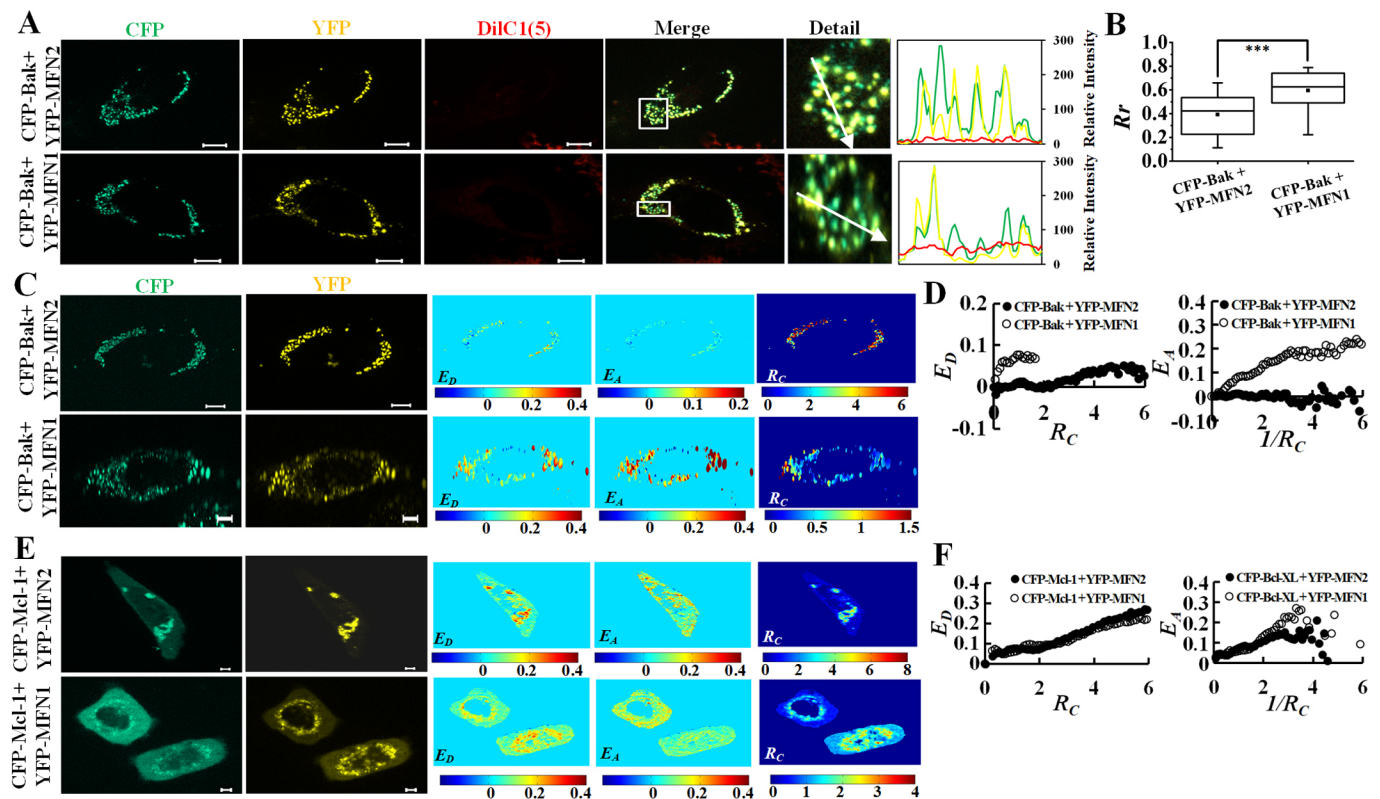 A
CFP
YFP
DilC1(5)
Merge
Detail
CFP-Bak+
YFP-MFN2
CFP-Bak+
YFP-MFN1
300
200
100
0
Relative Intensity
300
200
100
0
Relative Intensity
B
***
1.0
0.8
0.6
0.4
0.2
0.0
Rr
CFP-Bak +
YFP-MFN2
CFP-Bak +
YFP-MFN1
C
CFP
YFP
CFP-Bak+
YFP-MFN2
E_D
E_A
R_C
0 0.2 0.4
0 0.1 0.2
0 2 4 6
CFP-Bak+
YFP-MFN1
E_D
E_A
R_C
0 0.2 0.4
0 0.2 0.4
0 0.5 1 1.5
D
0.2
0.1
0
-0.1
E_D
CFP-Bak+YFP-MFN2
CFP-Bak+YFP-MFN1
0 2 4 6
R_C
0.4
0.3
0.2
0.1
0
-0.10
E_A
CFP-Bak+YFP-MFN2
CFP-Bak+YFP-MFN1
2 4 6
1/R_C
E
CFP-Mcl-1+
YFP-MFN2
E_D
E_A
R_C
0 0.2 0.4
0 0.2 0.4
0 2 4 6 8
CFP-Mcl-1+
YFP-MFN1
E_D
E_A
R_C
0 0.2 0.4
0 0.2 0.4
0 1 2 3 4
F
0.4
0.3
0.2
0.1
0
E_D
CFP-Mcl-1+YFP-MFN2
CFP-Mcl-1+YFP-MFN1
0 2 4 6
R_C
0.4
0.3
0.2
0.1
0
E_A
CFP-Bcl-XL+YFP-MFN2
CFP-Bcl-XL+YFP-MFN1
0 2 4 6
1/R_C